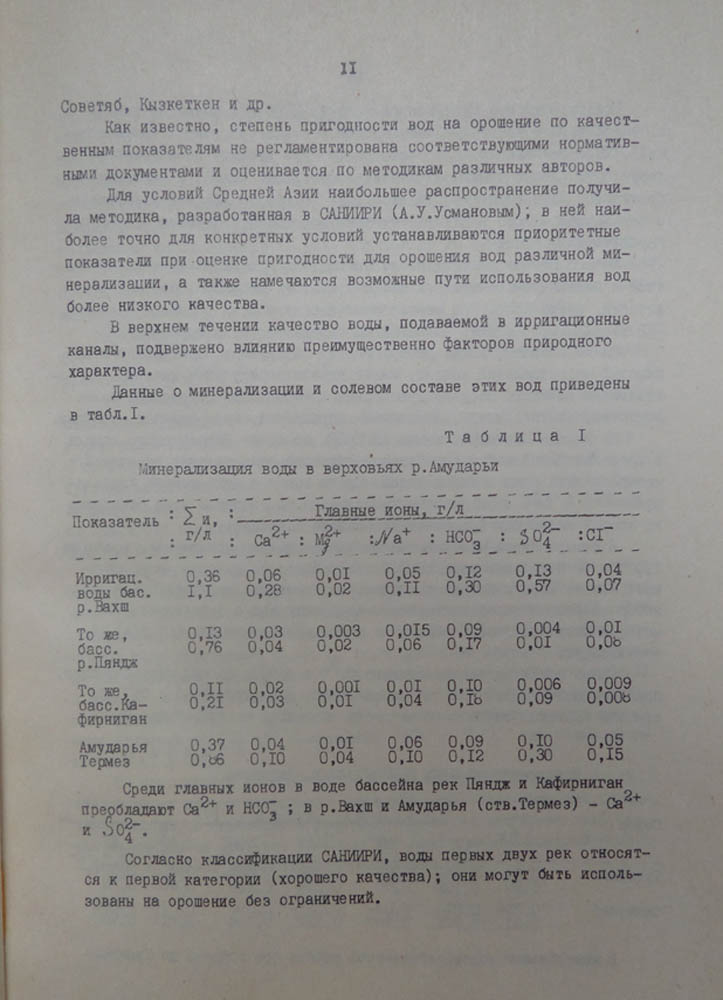 II
Советяб, Кызкеткен и др.
Как известно, степень пригодности вод на орошение по качест-
венным показателям не регламентирована соответствующими норматив-
ными документами и оценивается по методикам различных авторов.
Для условий Средней Азии наибольшее распространение получи-
ла методика, разработанная в САНИИРИ (А.У.Усмановым); в ней наи-
более точно для конкретных условий устанавливаются приоритетные
показатели при оценке пригодности для орошения вод различной ми-
нерализации, а также намечаются возможные пути использования вод
более низкого качества.
В верхнем течении качество воды, подаваемой в ирригационные
каналы, подвержено влиянию преимущественно факторов природного
характера.
Данные о минерализации и солевом составе этих вод приведены
в табл.I.
Таблица I
Минерализация воды в верховьях р.Амударьи
Показатель : Σи, г/л : Главные ионы, г/л
: Ca²⁺ : Mg²⁺ : Na⁺ : HCO₃⁻ : SO₄²⁻ : CI⁻
Ирригац. 0,36 0,06 0,0I 0,05 0,I2 0,I3 0,04
воды бас. I,I 0,28 0,02 0,II 0,30 0,57 0,07
р.Вахш
То же, 0,I3 0,03 0,003 0,0I5 0,09 0,004 0,0I
басс. 0,76 0,04 0,02 0,06 0,I7 0,0I 0,08
р.Пяндж
То же, 0,II 0,02 0,00I 0,0I 0,I0 0,006 0,009
басс.Ка- 0,2I 0,03 0,0I 0,04 0,I8 0,09 0,008
фирниган
Амударья 0,37 0,04 0,0I 0,06 0,09 0,I0 0,05
Термез 0,86 0,I0 0,04 0,I0 0,I2 0,30 0,I5
Среди главных ионов в воде бассейна рек Пяндж и Кафирниган
преобладают Ca²⁺ и HCO₃⁻ ; в р.Вахш и Амударья (ств.Термез) – Ca²⁺
и SO₄²⁻.
Согласно классификации САНИИРИ, воды первых двух рек относят-
ся к первой категории (хорошего качества); они могут быть исполь-
зованы на орошение без ограничений.